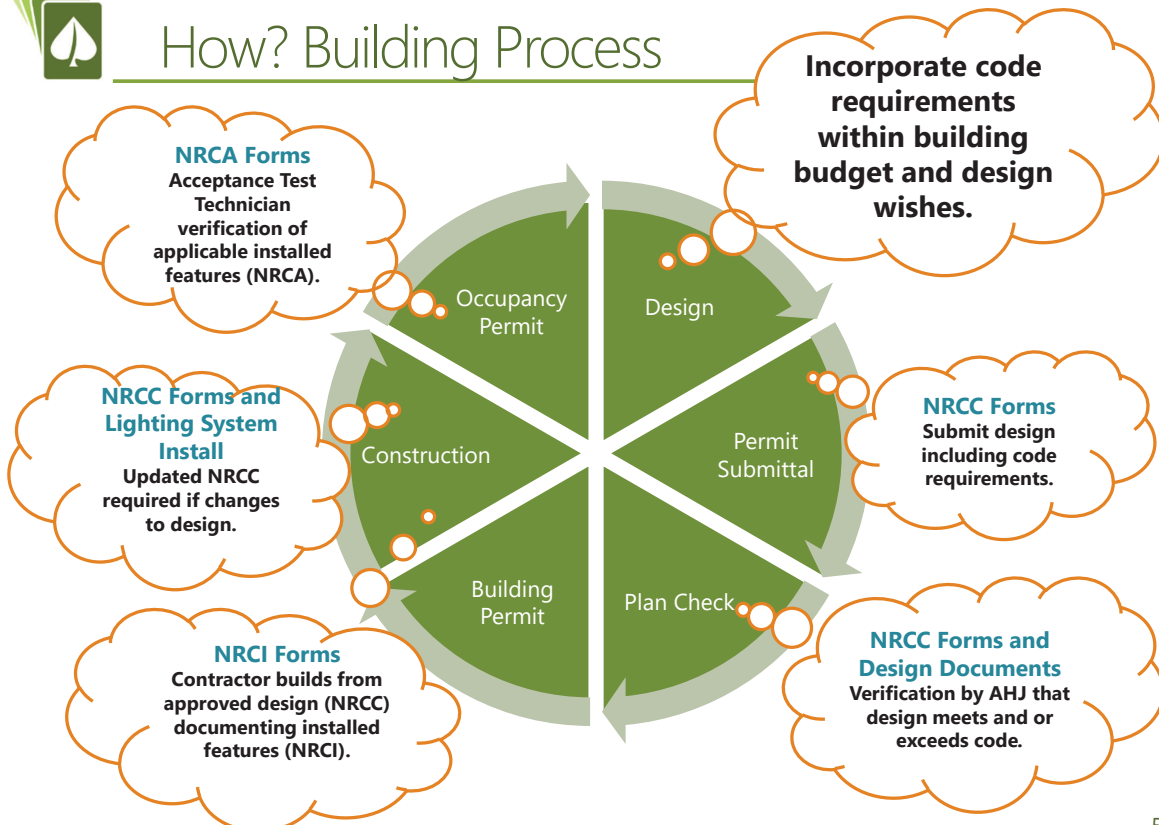 How? Building Process
Incorporate code
requirements
within building
budget and design
wishes.
NRCA Forms
Acceptance Test
Technician
verification of
applicable installed
features (NRCA).
Occupancy
Permit
Design
NRCC Forms and
Lighting System
Install
Updated NRCC
required if changes
to design.
Construction
Permit
Submittal
NRCC Forms
Submit design
including code
requirements.
Building
Permit
Plan Check
NRCI Forms
Contractor builds from
approved design (NRCC)
documenting installed
features (NRCI).
NRCC Forms and
Design Documents
Verification by AHJ that
design meets and or
exceeds code.